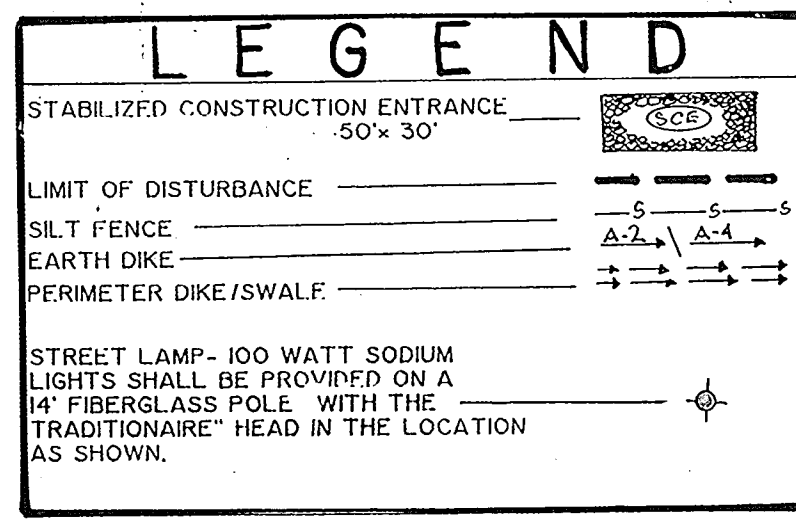 LEGEND
STABILIZED CONSTRUCTION ENTRANCE
50'x 30'
SCE
LIMIT OF DISTURBANCE
SILT FENCE
S S S
EARTH DIKE
A-2 \ A-4
PERIMETER DIKE/SWALE
STREET LAMP- 100 WATT SODIUM
LIGHTS SHALL BE PROVIDED ON A
14' FIBERGLASS POLE WITH THE
TRADITIONAIRE" HEAD IN THE LOCATION
AS SHOWN.